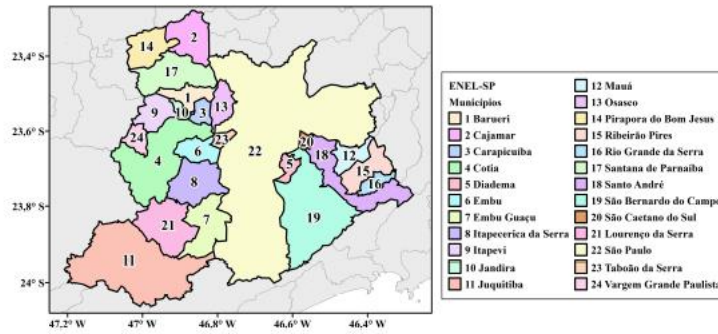 23,4° S
23,6° S
23,8° S
24° S
47,2° W
47° W
46,8° W
46,6° W
46,4° W
14
2
17
1
13
9
10
3
24
23
20
4
6
22
5
18
12
15
16
8
19
21
7
11
ENEL-SP
Municípios
1 Barueri
2 Cajamar
3 Carapicuíba
4 Cotia
5 Diadema
6 Embu
7 Embu Guaçu
8 Itapecerica da Serra
9 Itapevi
10 Jandira
11 Juquitiba
12 Mauá
13 Osasco
14 Pirapora do Bom Jesus
15 Ribeirão Pires
16 Rio Grande da Serra
17 Santana de Parnaíba
18 Santo André
19 São Bernardo do Campo
20 São Caetano do Sul
21 Lourenço da Serra
22 São Paulo
23 Taboão da Serra
24 Vargem Grande Paulista